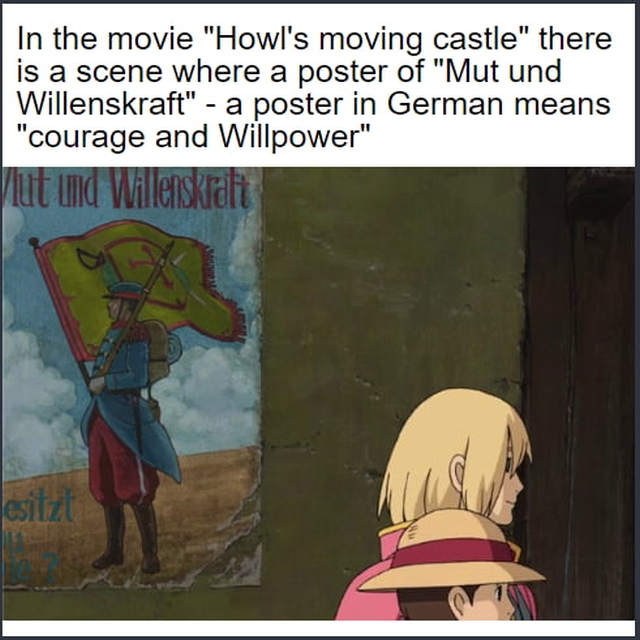 In the movie "Howl's moving castle" there
is a scene where a poster of "Mut und
Willenskraft" - a poster in German means
"courage and Willpower"
Mut und Willenskraft
esitzt
?